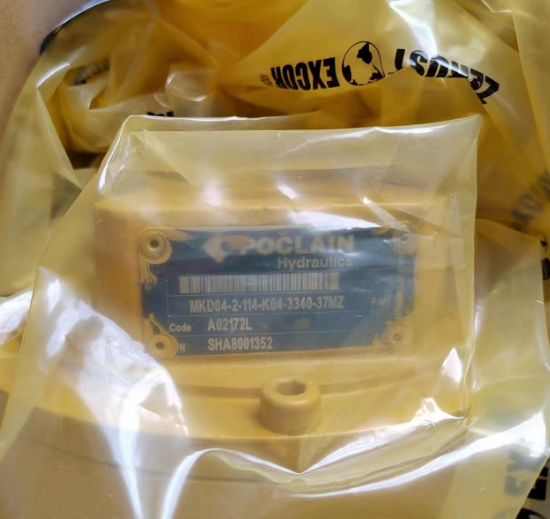 ZERUST EXCOR
POCLAIN
Hydraulics
MKD04-2-114-K04-3340-37MZ P/N
Code A02172L
N° SHA8001352